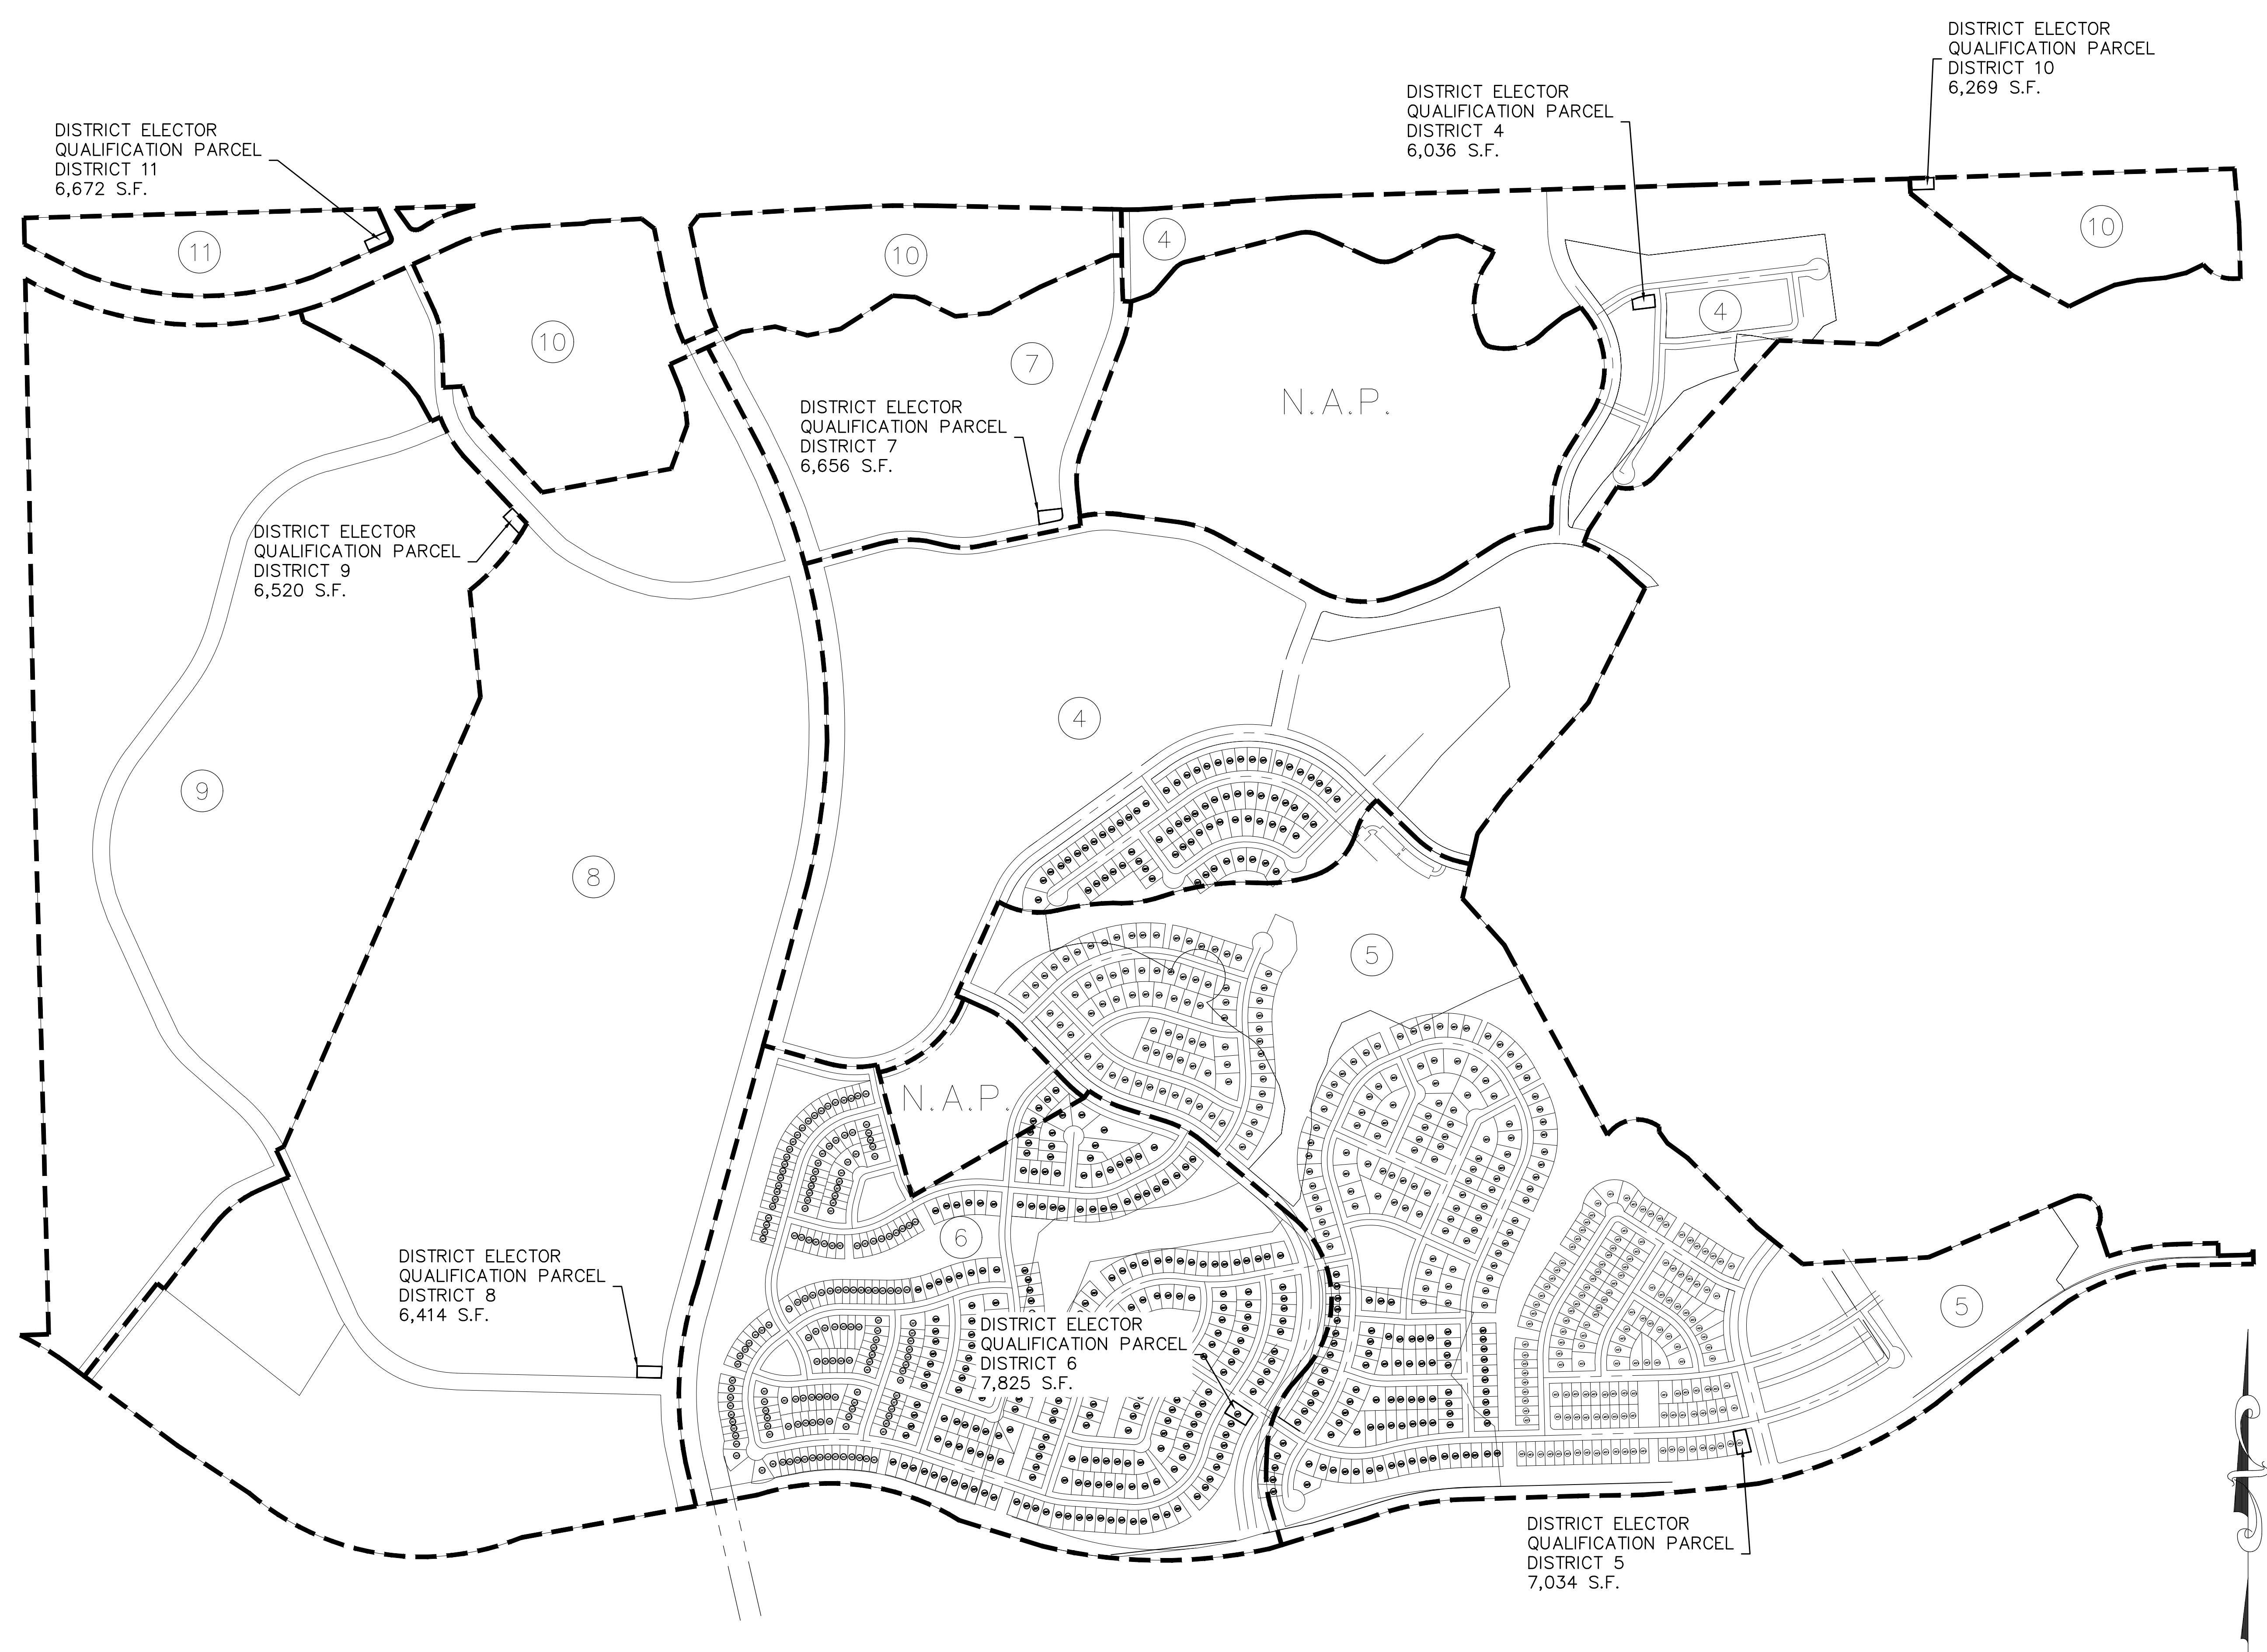 DISTRICT ELECTOR
QUALIFICATION PARCEL
DISTRICT 10
6,269 S.F.
DISTRICT ELECTOR
QUALIFICATION PARCEL
DISTRICT 4
6,036 S.F.
DISTRICT ELECTOR
QUALIFICATION PARCEL
DISTRICT 11
6,672 S.F.
11
10
4
10
10
4
7
N.A.P.
DISTRICT ELECTOR
QUALIFICATION PARCEL
DISTRICT 7
6,656 S.F.
DISTRICT ELECTOR
QUALIFICATION PARCEL
DISTRICT 9
6,520 S.F.
4
9
8
5
N.A.P.
6
DISTRICT ELECTOR
QUALIFICATION PARCEL
DISTRICT 8
6,414 S.F.
5
DISTRICT ELECTOR
QUALIFICATION PARCEL
DISTRICT 6
7,825 S.F.
DISTRICT ELECTOR
QUALIFICATION PARCEL
DISTRICT 5
7,034 S.F.